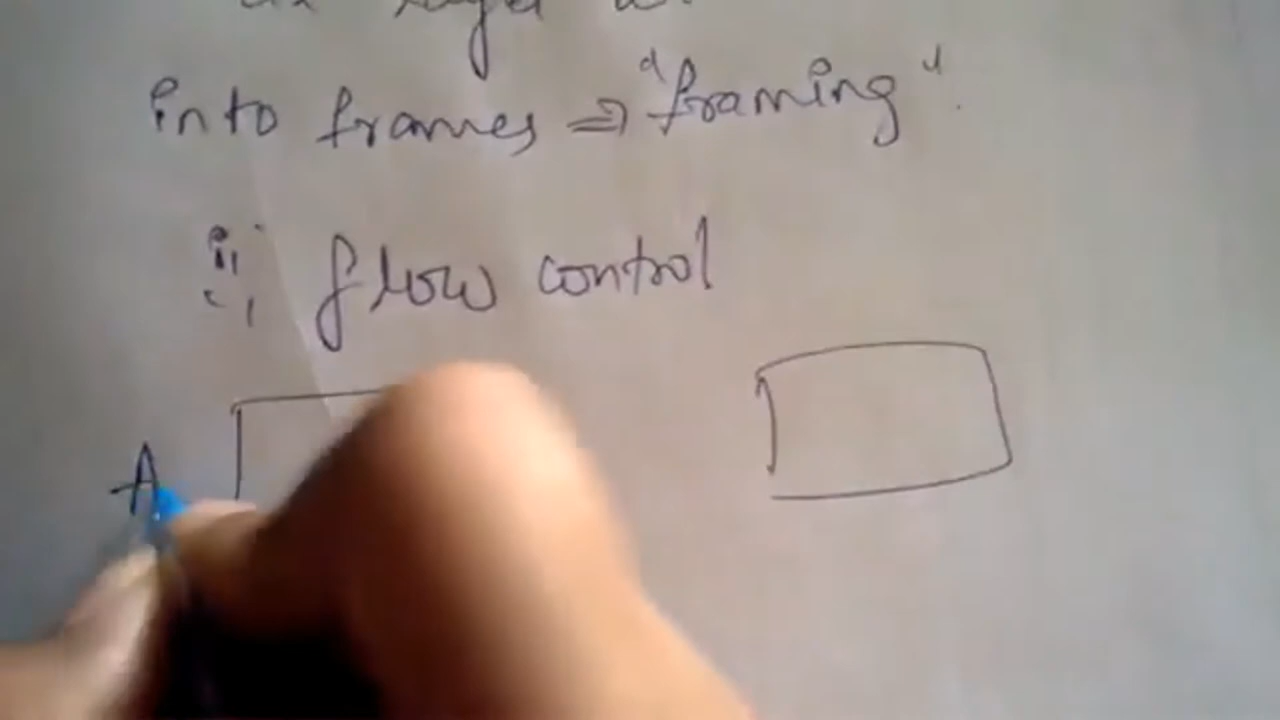 into frames ⇒ "framing".
ii, flow control
A